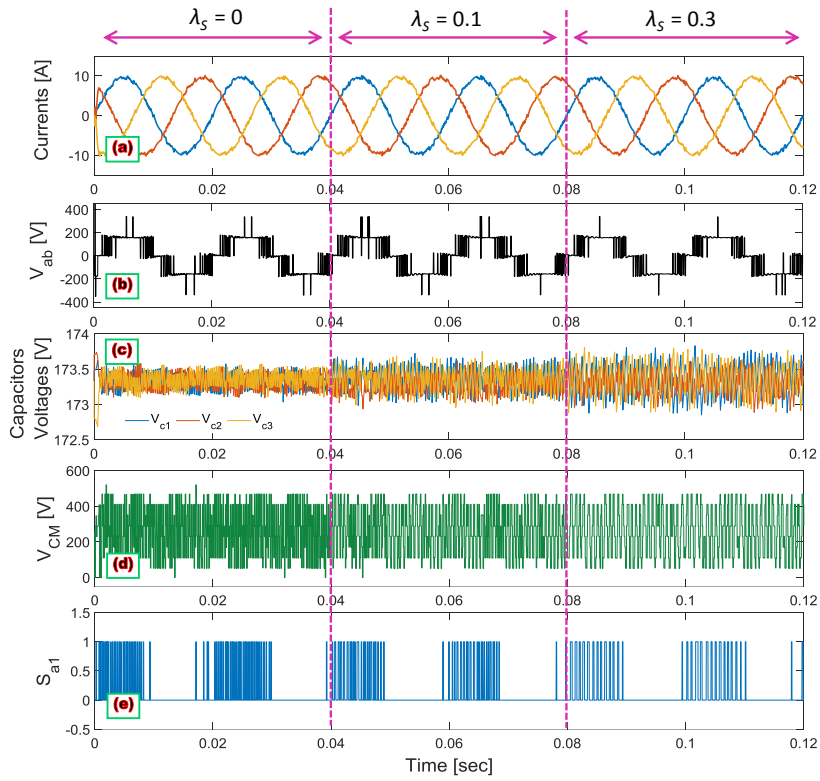 λS = 0 λS = 0.1 λS = 0.3
Currents [A]
10
0
-10
(a)
0 0.02 0.04 0.06 0.08 0.1 0.12
Vab [V]
400
200
0
-200
-400
(b)
0 0.02 0.04 0.06 0.08 0.1 0.12
Capacitors
Voltages [V]
174
173.5
173
172.5
(c)
Vc1 Vc2 Vc3
0 0.02 0.04 0.06 0.08 0.1 0.12
VCM [V]
600
400
200
0
(d)
0 0.02 0.04 0.06 0.08 0.1 0.12
Sa1
1.5
1
0.5
0
-0.5
(e)
0 0.02 0.04 0.06 0.08 0.1 0.12
Time [sec]